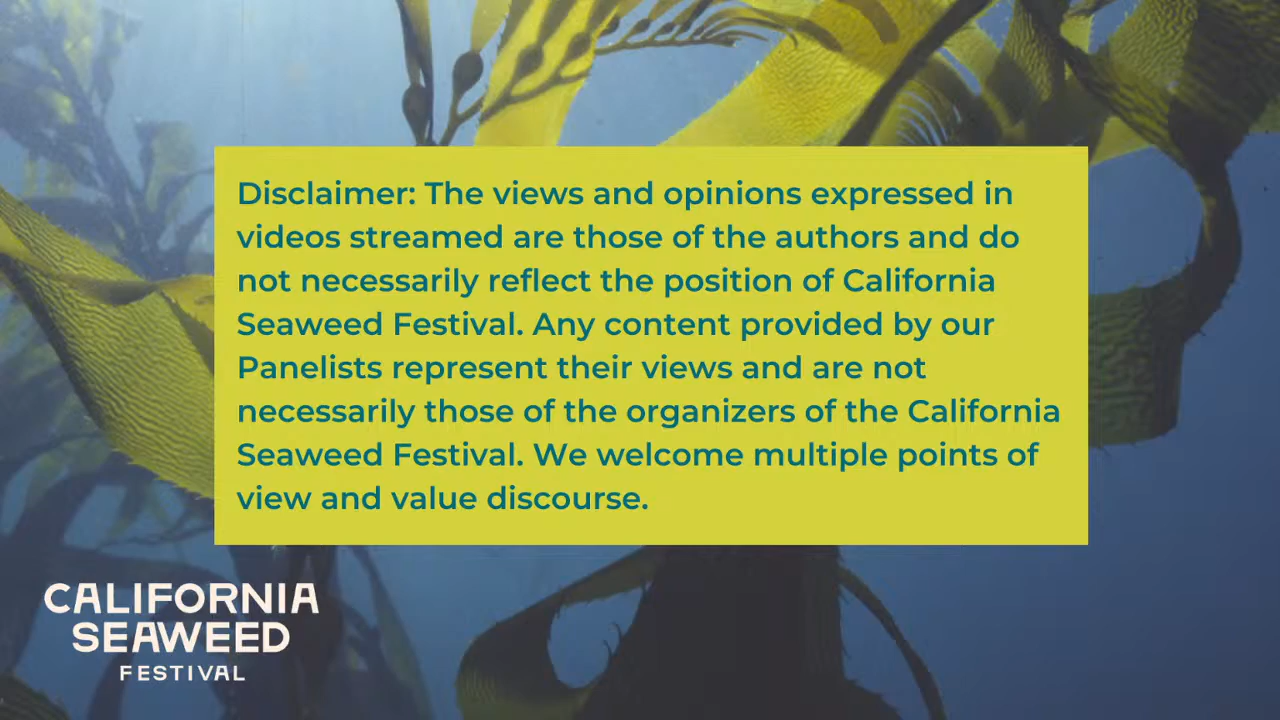 Disclaimer: The views and opinions expressed in
videos streamed are those of the authors and do
not necessarily reflect the position of California
Seaweed Festival. Any content provided by our
Panelists represent their views and are not
necessarily those of the organizers of the California
Seaweed Festival. We welcome multiple points of
view and value discourse.
CALIFORNIA
SEAWEED
FESTIVAL